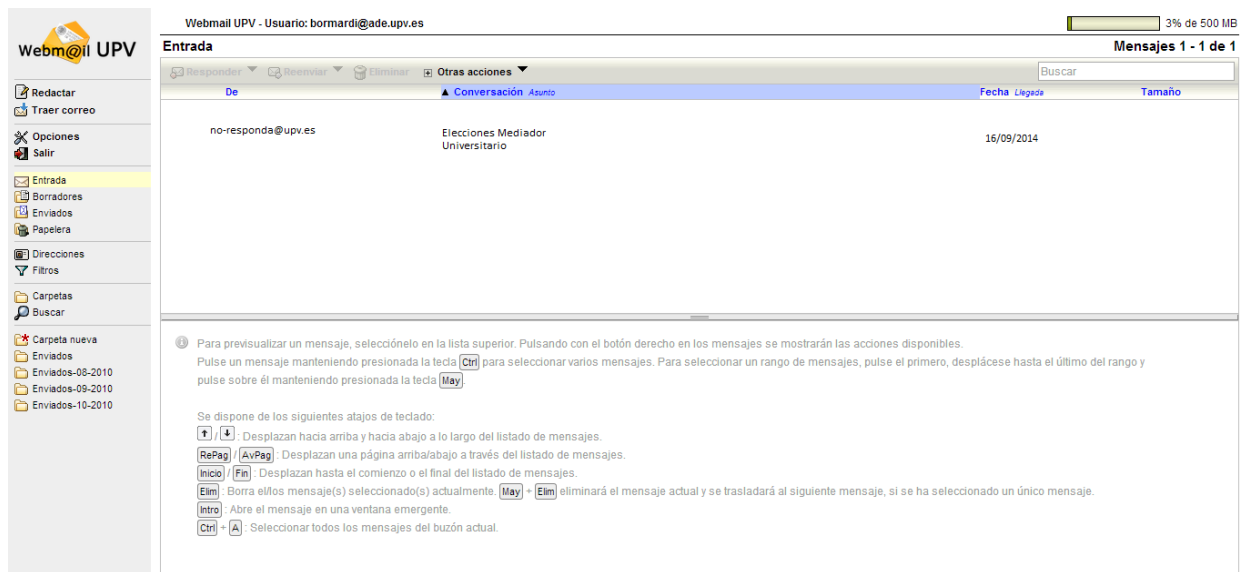 Webmail UPV - Usuario: bormardi@ade.upv.es
3% de 500 MB
Webm@il UPV
Entrada
Mensajes 1 - 1 de 1
Responder Reenviar Eliminar Otras acciones
Buscar
Redactar
Traer correo
Opciones
Salir
Entrada
Borradores
Enviados
Papelera
Direcciones
Filtros
Carpetas
Buscar
Carpeta nueva
Enviados
Enviados-08-2010
Enviados-09-2010
Enviados-10-2010
De ▲ Conversación Asunto Fecha Llegada Tamaño
no-responda@upv.es
Elecciones Mediador
Universitario
16/09/2014
Para previsualizar un mensaje, selecciónelo en la lista superior. Pulsando con el botón derecho en los mensajes se mostrarán las acciones disponibles.
Pulse un mensaje manteniendo presionada la tecla Ctrl para seleccionar varios mensajes. Para seleccionar un rango de mensajes, pulse el primero, desplácese hasta el último del rango y
pulse sobre él manteniendo presionada la tecla May.
Se dispone de los siguientes atajos de teclado:
↑ / ↓ : Desplazan hacia arriba y hacia abajo a lo largo del listado de mensajes.
RePag / AvPag : Desplazan una página arriba/abajo a través del listado de mensajes.
Inicio / Fin : Desplazan hasta el comienzo o el final del listado de mensajes.
Elim : Borra el/los mensaje(s) seleccionado(s) actualmente. May + Elim eliminará el mensaje actual y se trasladará al siguiente mensaje, si se ha seleccionado un único mensaje.
Intro : Abre el mensaje en una ventana emergente.
Ctrl + A : Seleccionar todos los mensajes del buzón actual.